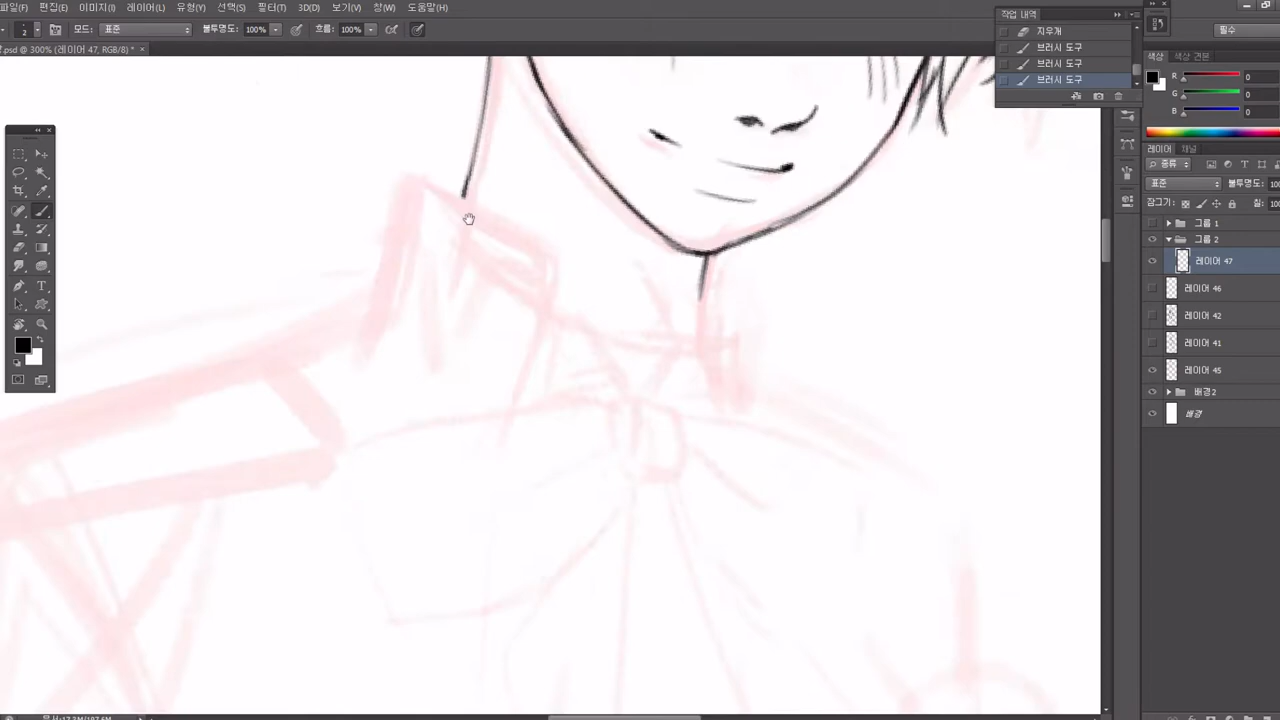 파일(F) 편집(E) 이미지(I) 레이어(L) 유형(Y) 선택(S) 필터(T) 3D(D) 보기(V) 창(W) 도움말(H)
2 모드: 표준 불투명도: 100% 흐름: 100%
필수
.psd @ 300% (레이어 47, RGB/8) * ×
작업 내역
지우개
브러시 도구
브러시 도구
브러시 도구
색상 색상 견본
R 0
G 0
B 0
레이어 채널
종류
표준 불투명도: 100
잠그기: 칠: 100
그룹 1
그룹 2
레이어 47
레이어 46
레이어 42
레이어 41
레이어 45
배경2
배경